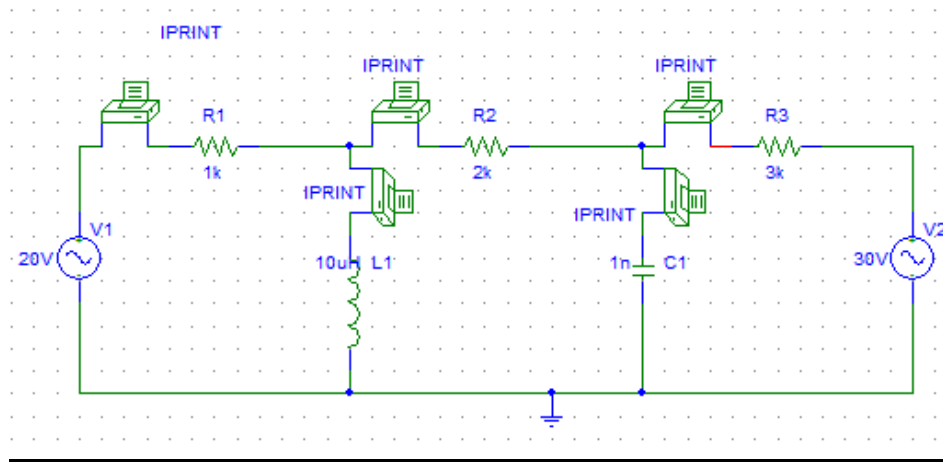 IPRINT
IPRINT
IPRINT
R1
R2
R3
1k
2k
3k
IPRINT
IPRINT
V1
V2
20V
10uH L1
1n C1
30V